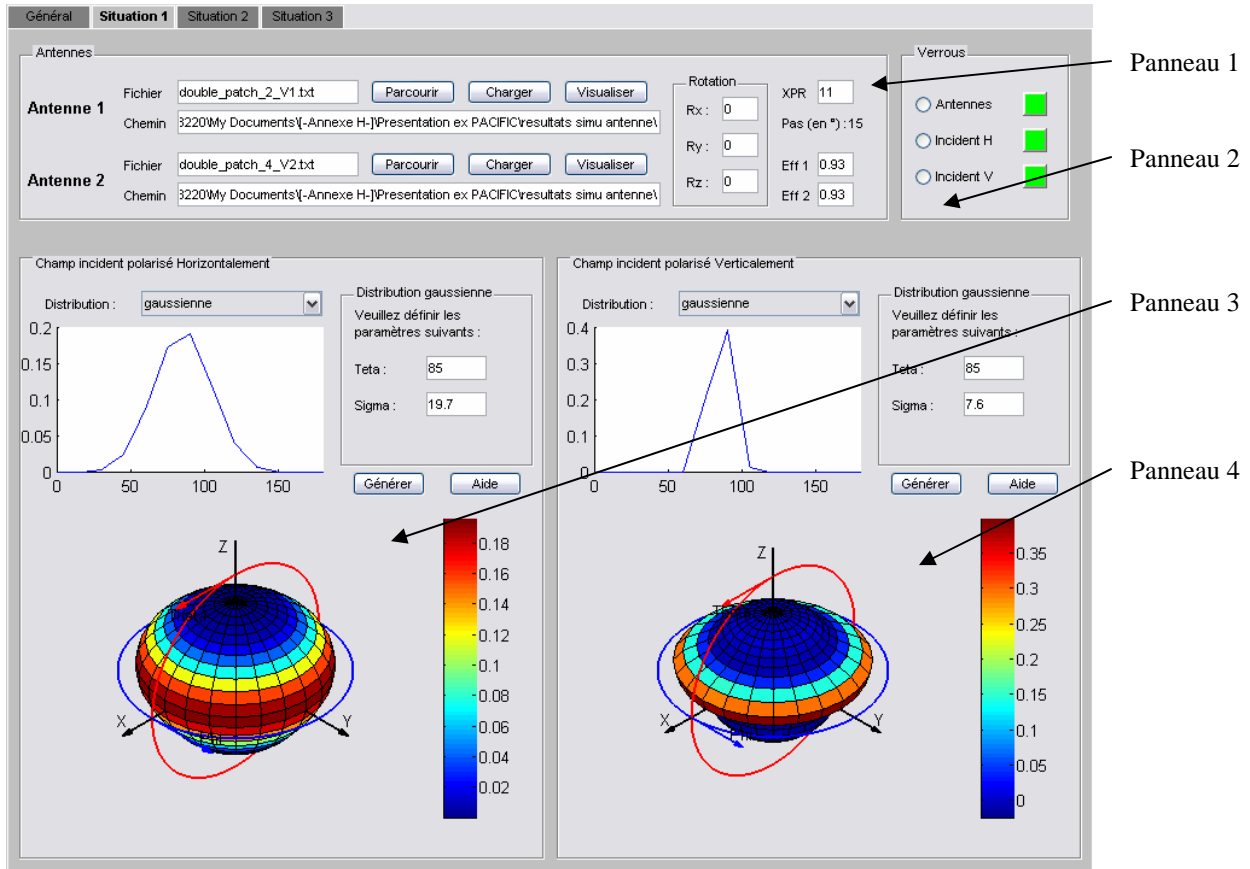 Général Situation 1 Situation 2 Situation 3
Antennes
Antenne 1
Fichier double_patch_2_V1.txt Parcourir Charger Visualiser
Chemin 3220\My Documents\[-Annexe H-]\Presentation ex PACIFIC\resultats simu antenne\
Antenne 2
Fichier double_patch_4_V2.txt Parcourir Charger Visualiser
Chemin 3220\My Documents\[-Annexe H-]\Presentation ex PACIFIC\resultats simu antenne\
Rotation
Rx : 0
Ry : 0
Rz : 0
XPR 11
Pas (en °) :15
Eff 1 0.93
Eff 2 0.93
Verrous
Antennes
Incident H
Incident V
Panneau 1
Panneau 2
Panneau 3
Panneau 4
Champ incident polarisé Horizontalement
Distribution : gaussienne
0.2
0.15
0.1
0.05
0
0 50 100 150
Distribution gaussienne
Veuillez définir les
paramètres suivants :
Teta : 85
Sigma : 19.7
Générer Aide
Z
X
Y
Phi
0.18
0.16
0.14
0.12
0.1
0.08
0.06
0.04
0.02
Champ incident polarisé Verticalement
Distribution : gaussienne
0.4
0.3
0.2
0.1
0
0 50 100 150
Distribution gaussienne
Veuillez définir les
paramètres suivants :
Teta : 85
Sigma : 7.6
Générer Aide
Z
X
Y
Phi
0.35
0.3
0.25
0.2
0.15
0.1
0.05
0